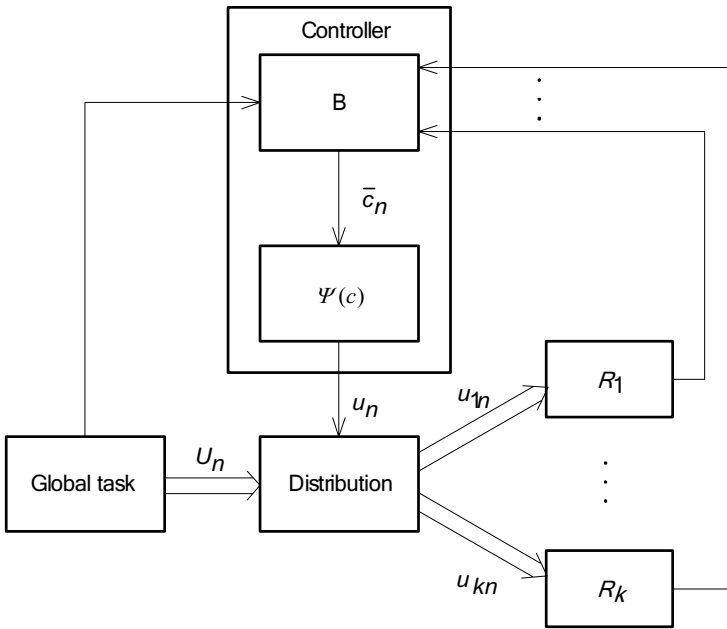 Controller
B
c̄n
Ψ(c)
un
u1n
R1
Un
Global task
Distribution
ukn
Rk